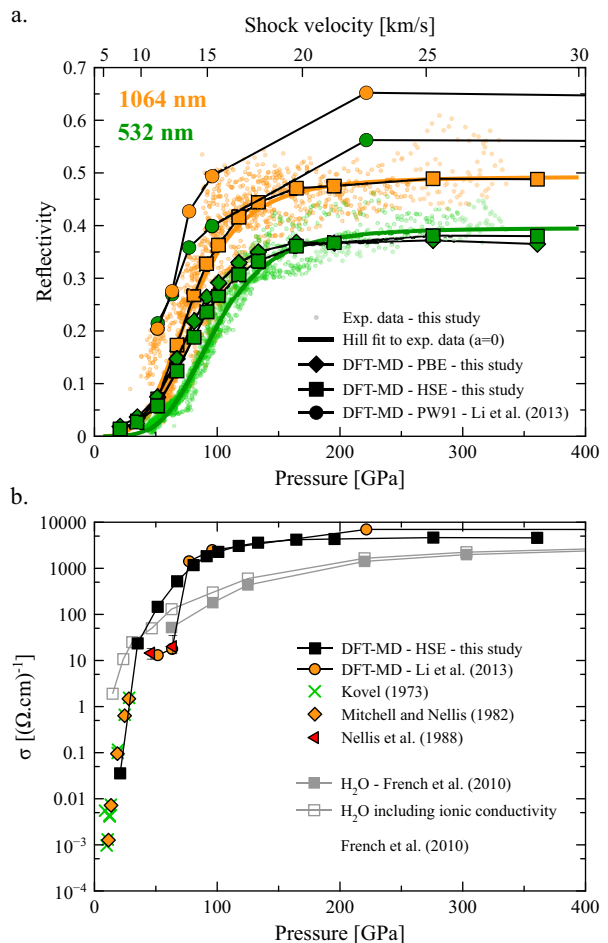 a.
Shock velocity [km/s]
5 10 15 20 25 30
0.7
1064 nm
0.6
532 nm
0.5
0.4
Reflectivity
0.3
Exp. data - this study
0.2
Hill fit to exp. data (a=0)
DFT-MD - PBE - this study
0.1
DFT-MD - HSE - this study
DFT-MD - PW91 - Li et al. (2013)
0
0 100 200 300 400
Pressure [GPa]
b.
10000
1000
100
DFT-MD - HSE - this study
10
DFT-MD - Li et al. (2013)
Kovel (1973)
1
Mitchell and Nellis (1982)
σ [(Ω.cm)⁻¹]
Nellis et al. (1988)
0.1
H₂O - French et al. (2010)
0.01
H₂O including ionic conductivity
10⁻³
French et al. (2010)
10⁻⁴
0 100 200 300 400
Pressure [GPa]